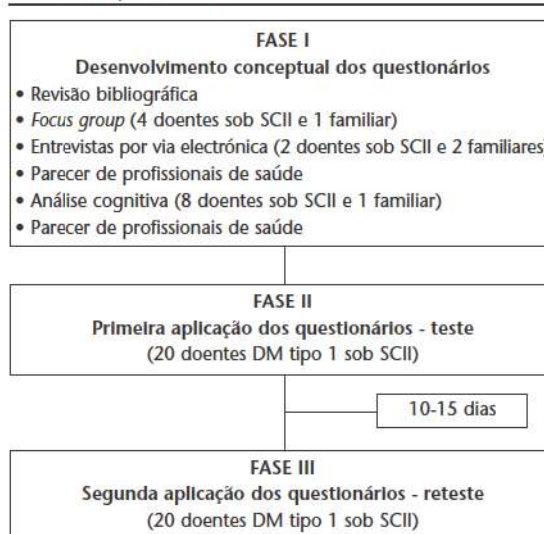 FASE I
Desenvolvimento conceptual dos questionários
• Revisão bibliográfica
• Focus group (4 doentes sob SCII e 1 familiar)
• Entrevistas por via electrónica (2 doentes sob SCII e 2 familiares)
• Parecer de profissionais de saúde
• Análise cognitiva (8 doentes sob SCII e 1 familiar)
• Parecer de profissionais de saúde
FASE II
Primeira aplicação dos questionários - teste
(20 doentes DM tipo 1 sob SCII)
10-15 dias
FASE III
Segunda aplicação dos questionários - reteste
(20 doentes DM tipo 1 sob SCII)